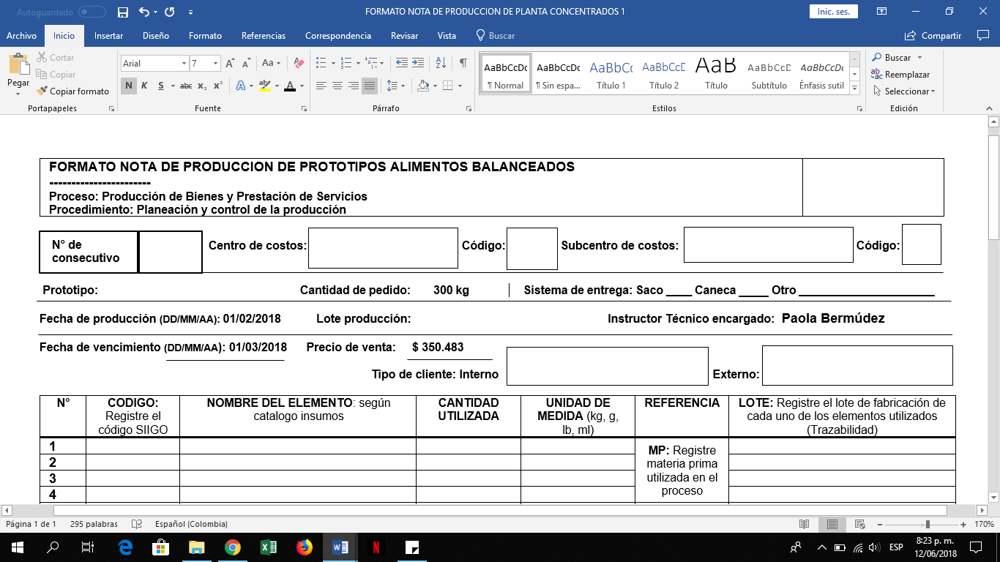 Autoguardado
FORMATO NOTA DE PRODUCCION DE PLANTA CONCENTRADOS 1
Inic. ses.
Archivo Inicio Insertar Diseño Formato Referencias Correspondencia Revisar Vista Buscar Compartir
Pegar
Cortar
Copiar
Copiar formato
Portapapeles
Arial 7
Aa
N K S abc x₂ x²
Fuente
Párrafo
AaBbCcDc AaBbCcDc AaBbCc AaBbCcD AaB AaBbCcD AaBbCcDc
¶ Normal ¶ Sin espa... Título 1 Título 2 Título Subtítulo Énfasis sutil
Estilos
Buscar
Reemplazar
Seleccionar
Edición
FORMATO NOTA DE PRODUCCION DE PROTOTIPOS ALIMENTOS BALANCEADOS
-----------------------
Proceso: Producción de Bienes y Prestación de Servicios
Procedimiento: Planeación y control de la producción
N° de
consecutivo
Centro de costos: Código: Subcentro de costos: Código:
Prototipo: Cantidad de pedido: 300 kg Sistema de entrega: Saco ____ Caneca ____ Otro ____________________
Fecha de producción (DD/MM/AA): 01/02/2018 Lote producción: Instructor Técnico encargado: Paola Bermúdez
Fecha de vencimiento (DD/MM/AA): 01/03/2018 Precio de venta: $ 350.483
Tipo de cliente: Interno Externo:
N°
CODIGO:
Registre el
código SIIGO
NOMBRE DEL ELEMENTO: según
catalogo insumos
CANTIDAD
UTILIZADA
UNIDAD DE
MEDIDA (kg, g,
lb, ml)
REFERENCIA
LOTE: Registre el lote de fabricación de
cada uno de los elementos utilizados
(Trazabilidad)
1
2
3
4
MP: Registre
materia prima
utilizada en el
proceso
Página 1 de 1 295 palabras Español (Colombia) 170%
ESP
8:23 p. m.
12/06/2018